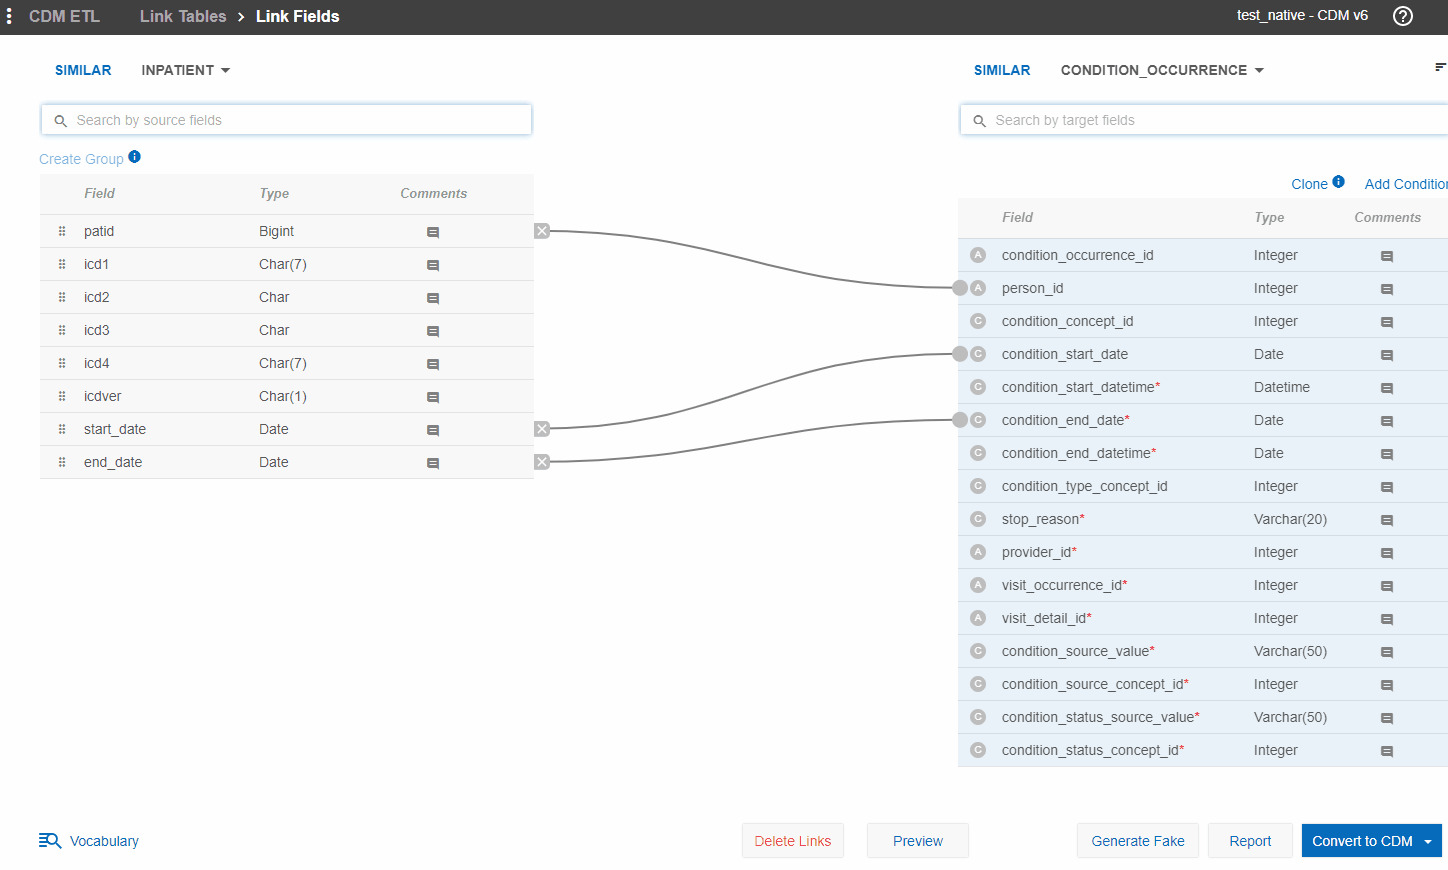 CDM ETL Link Tables > Link Fields test_native - CDM v6 ?
SIMILAR INPATIENT SIMILAR CONDITION_OCCURRENCE
Search by source fields Search by target fields
Create Group i
Clone i Add Condition
Field Type Comments
Field Type Comments
patid Bigint
icd1 Char(7)
icd2 Char
icd3 Char
icd4 Char(7)
icdver Char(1)
start_date Date
end_date Date
A condition_occurrence_id Integer
A person_id Integer
C condition_concept_id Integer
C condition_start_date Date
C condition_start_datetime* Datetime
C condition_end_date* Date
C condition_end_datetime* Date
C condition_type_concept_id Integer
C stop_reason* Varchar(20)
A provider_id* Integer
A visit_occurrence_id* Integer
A visit_detail_id* Integer
C condition_source_value* Varchar(50)
C condition_source_concept_id* Integer
C condition_status_source_value* Varchar(50)
C condition_status_concept_id* Integer
Vocabulary Delete Links Preview Generate Fake Report Convert to CDM